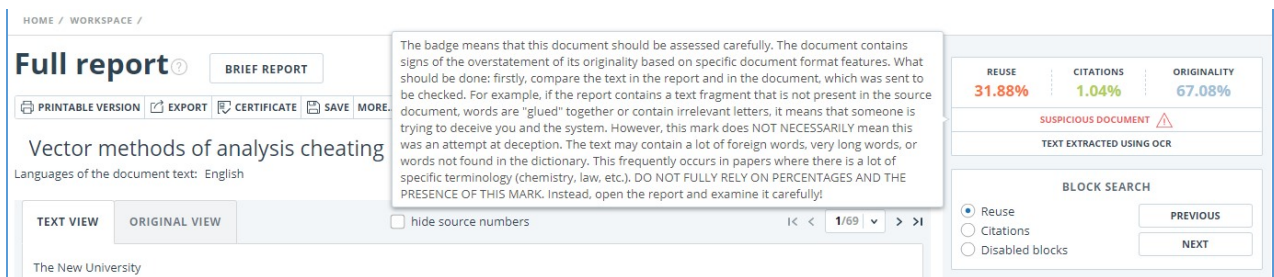 HOME / WORKSPACE /
Full report
?
BRIEF REPORT
PRINTABLE VERSION
EXPORT
CERTIFICATE
SAVE
MORE.
Vector methods of analysis cheating
Languages of the document text: English
The badge means that this document should be assessed carefully. The document contains
signs of the overstatement of its originality based on specific document format features. What
should be done: firstly, compare the text in the report and in the document, which was sent to
be checked. For example, if the report contains a text fragment that is not present in the source
document, words are "glued" together or contain irrelevant letters, it means that someone is
trying to deceive you and the system. However, this mark does NOT NECESSARILY mean this
was an attempt at deception. The text may contain a lot of foreign words, very long words, or
words not found in the dictionary. This frequently occurs in papers where there is a lot of
specific terminology (chemistry, law, etc.). DO NOT FULLY RELY ON PERCENTAGES AND THE
PRESENCE OF THIS MARK. Instead, open the report and examine it carefully!
REUSE
31.88%
CITATIONS
1.04%
ORIGINALITY
67.08%
SUSPICIOUS DOCUMENT
TEXT EXTRACTED USING OCR
TEXT VIEW
ORIGINAL VIEW
hide source numbers
1/69
The New University
BLOCK SEARCH
Reuse
Citations
Disabled blocks
PREVIOUS
NEXT